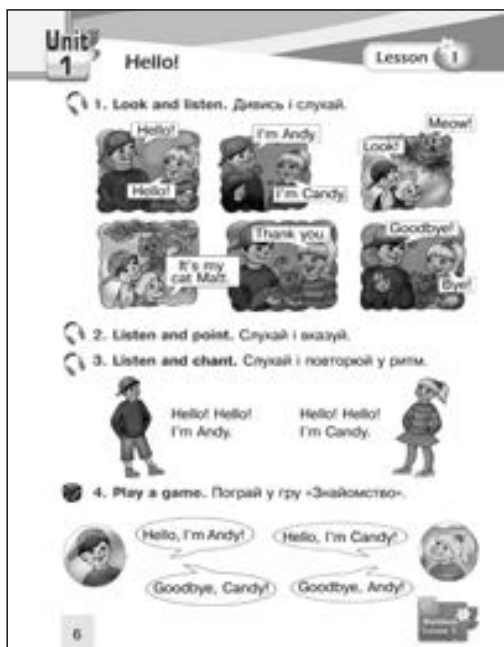 Unit 1
Hello!
Lesson 1
1. Look and listen. Дивись і слухай.
Hello!
Hello!
I'm Andy.
I'm Candy.
Look!
Meow!
It's my
cat Matt.
Thank you.
Goodbye!
Bye!
2. Listen and point. Слухай і вказуй.
3. Listen and chant. Слухай і повторюй у ритм.
Hello! Hello!
I'm Andy.
Hello! Hello!
I'm Candy.
4. Play a game. Пограй у гру «Знайомство».
Hello, I'm Andy!
Hello, I'm Candy!
Goodbye, Candy!
Goodbye, Andy!
6